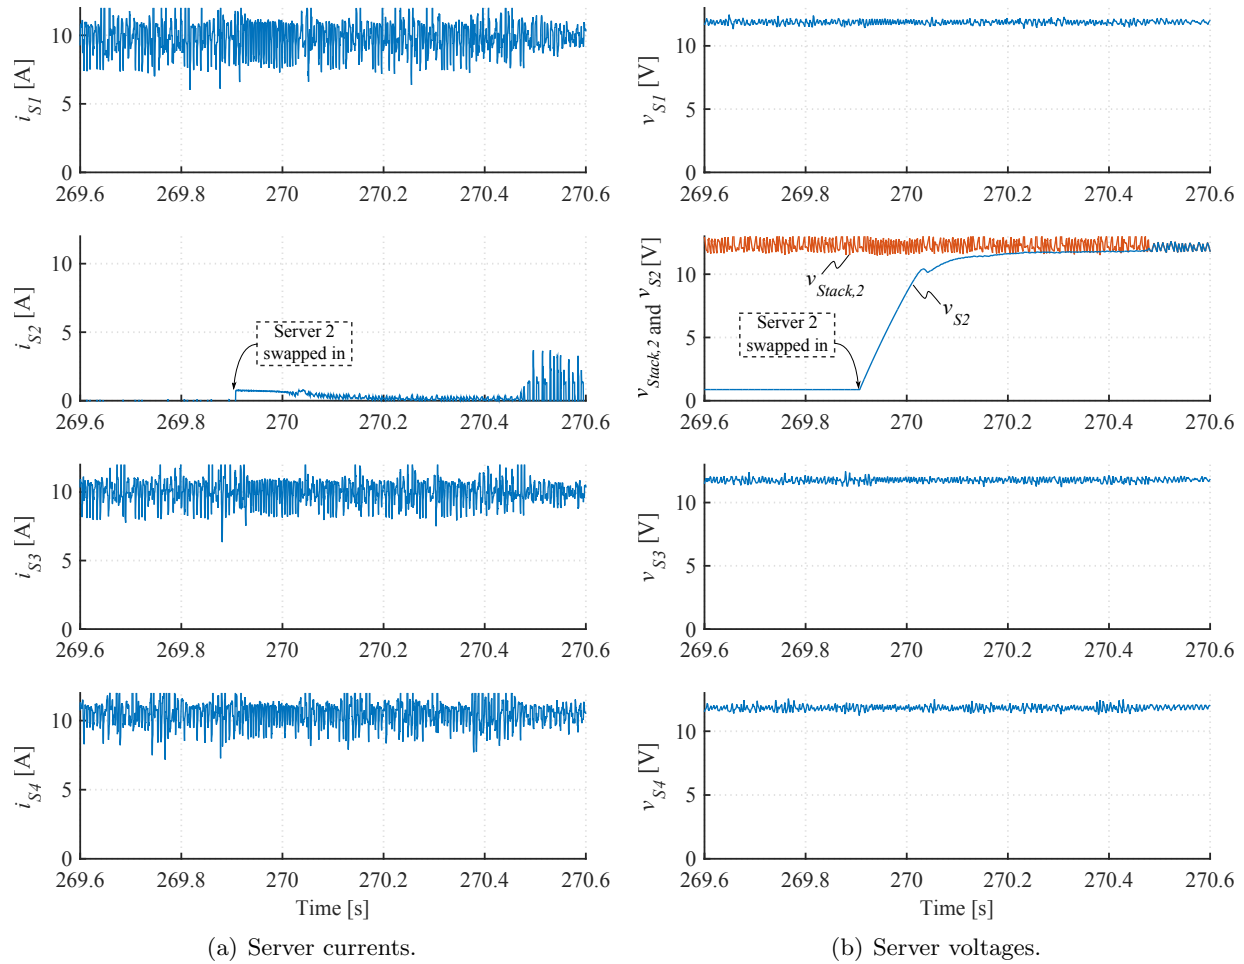 10
5
0
i_S1 [A]
269.6 269.8 270 270.2 270.4 270.6
10
5
0
i_S2 [A]
Server 2
swapped in
269.6 269.8 270 270.2 270.4 270.6
10
5
0
i_S3 [A]
269.6 269.8 270 270.2 270.4 270.6
10
5
0
i_S4 [A]
269.6 269.8 270 270.2 270.4 270.6
Time [s]
(a) Server currents.
10
5
0
v_S1 [V]
269.6 269.8 270 270.2 270.4 270.6
10
5
0
v_Stack,2 and v_S2 [V]
v_Stack,2
v_S2
Server 2
swapped in
269.6 269.8 270 270.2 270.4 270.6
10
5
0
v_S3 [V]
269.6 269.8 270 270.2 270.4 270.6
10
5
0
v_S4 [V]
269.6 269.8 270 270.2 270.4 270.6
Time [s]
(b) Server voltages.